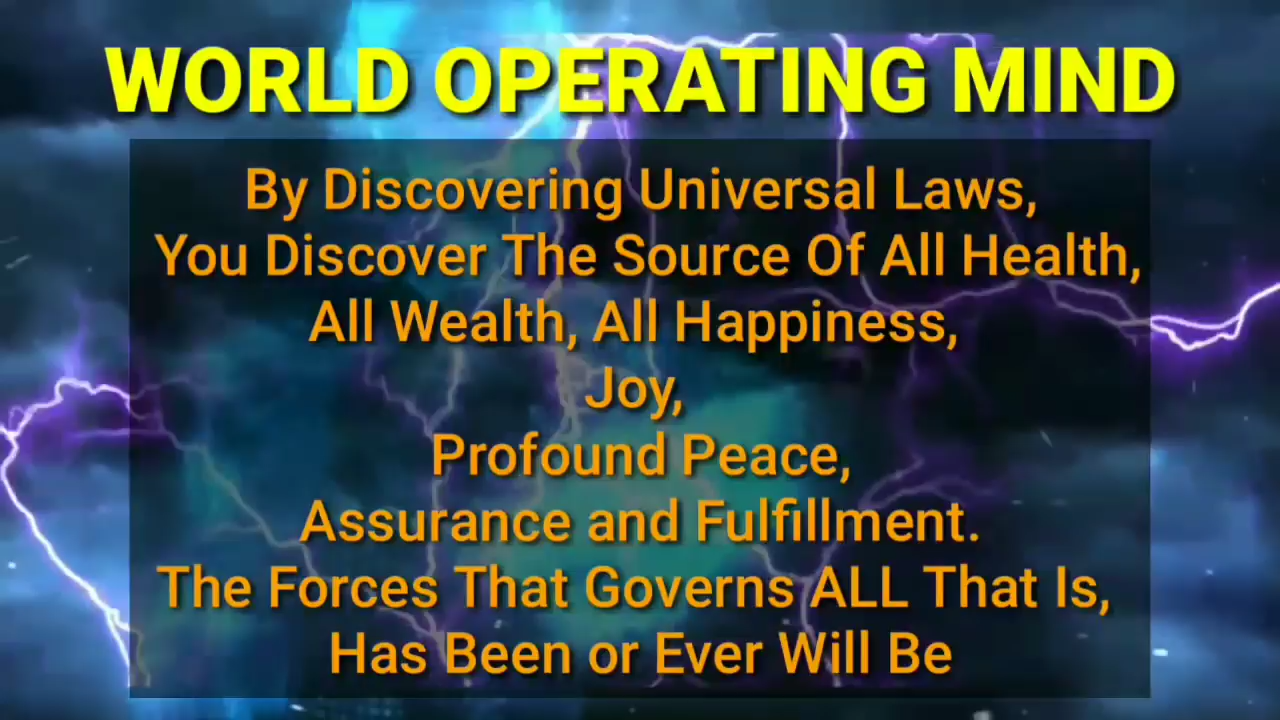 WORLD OPERATING MIND
By Discovering Universal Laws,
You Discover The Source Of All Health,
All Wealth, All Happiness,
Joy,
Profound Peace,
Assurance and Fulfillment.
The Forces That Governs ALL That Is,
Has Been or Ever Will Be